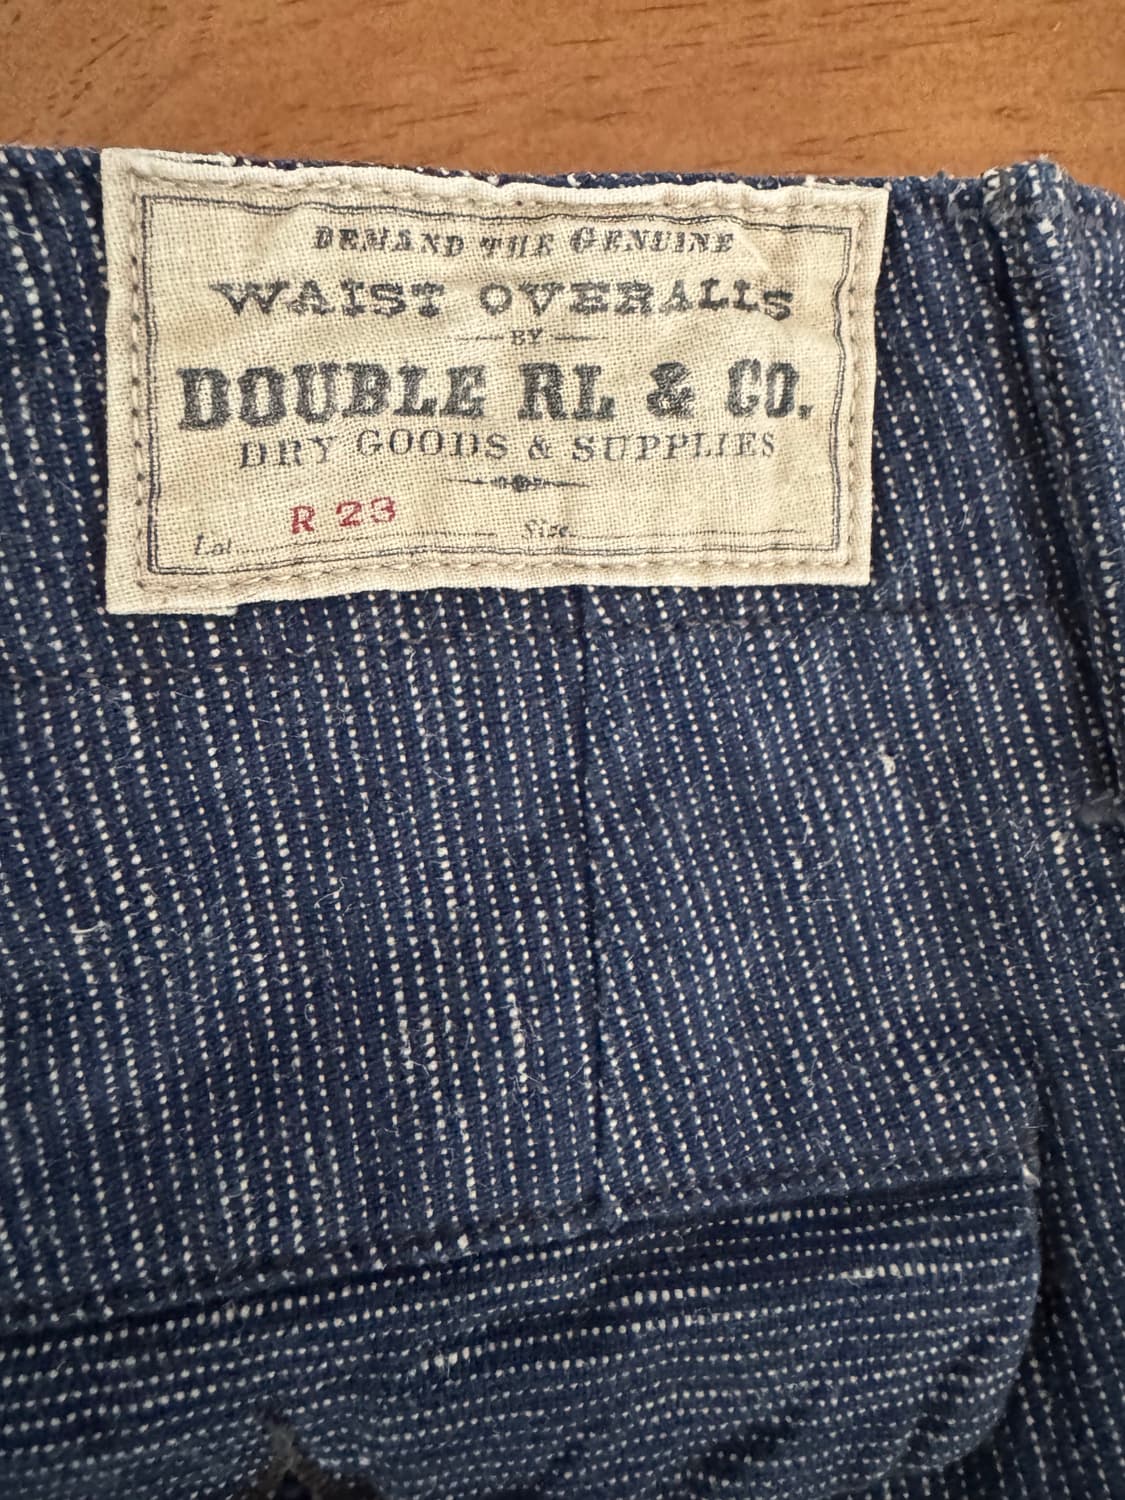 DEMAND THE GENUINE
WAIST OVERALLS
BY
DOUBLE RL & CO.
DRY GOODS & SUPPLIES
R 23
Lot Size